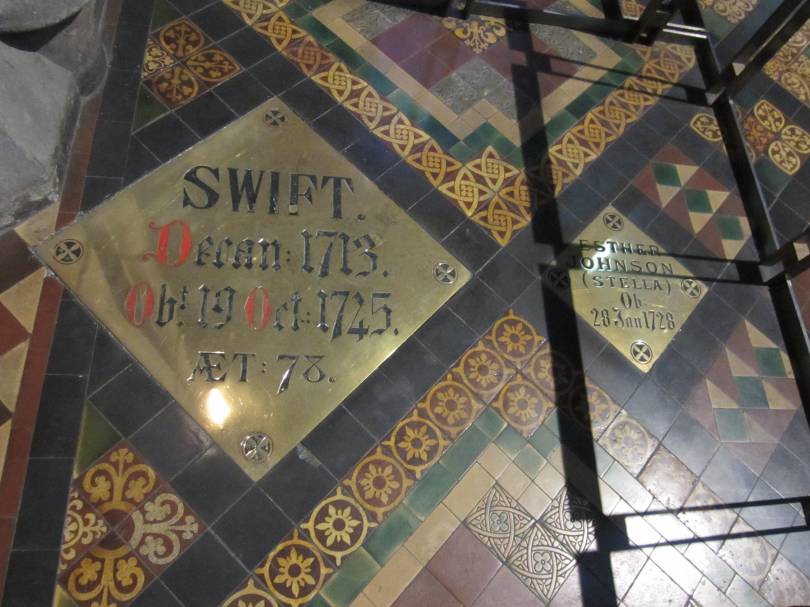 SWIFT.
Decan: 1713.
Obt. 19 Oct: 1745.
ÆT: 78.
ESTHER
JOHNSON
(STELLA)
Ob.
28 Jan 1728